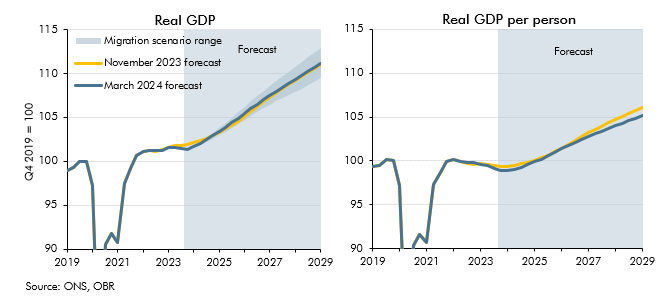 Real GDP
115
110
105
100
95
90
Q4 2019 = 100
Migration scenario range
November 2023 forecast
March 2024 forecast
Forecast
2019 2021 2023 2025 2027 2029
Real GDP per person
115
110
105
100
95
90
Forecast
2019 2021 2023 2025 2027 2029
Source: ONS, OBR